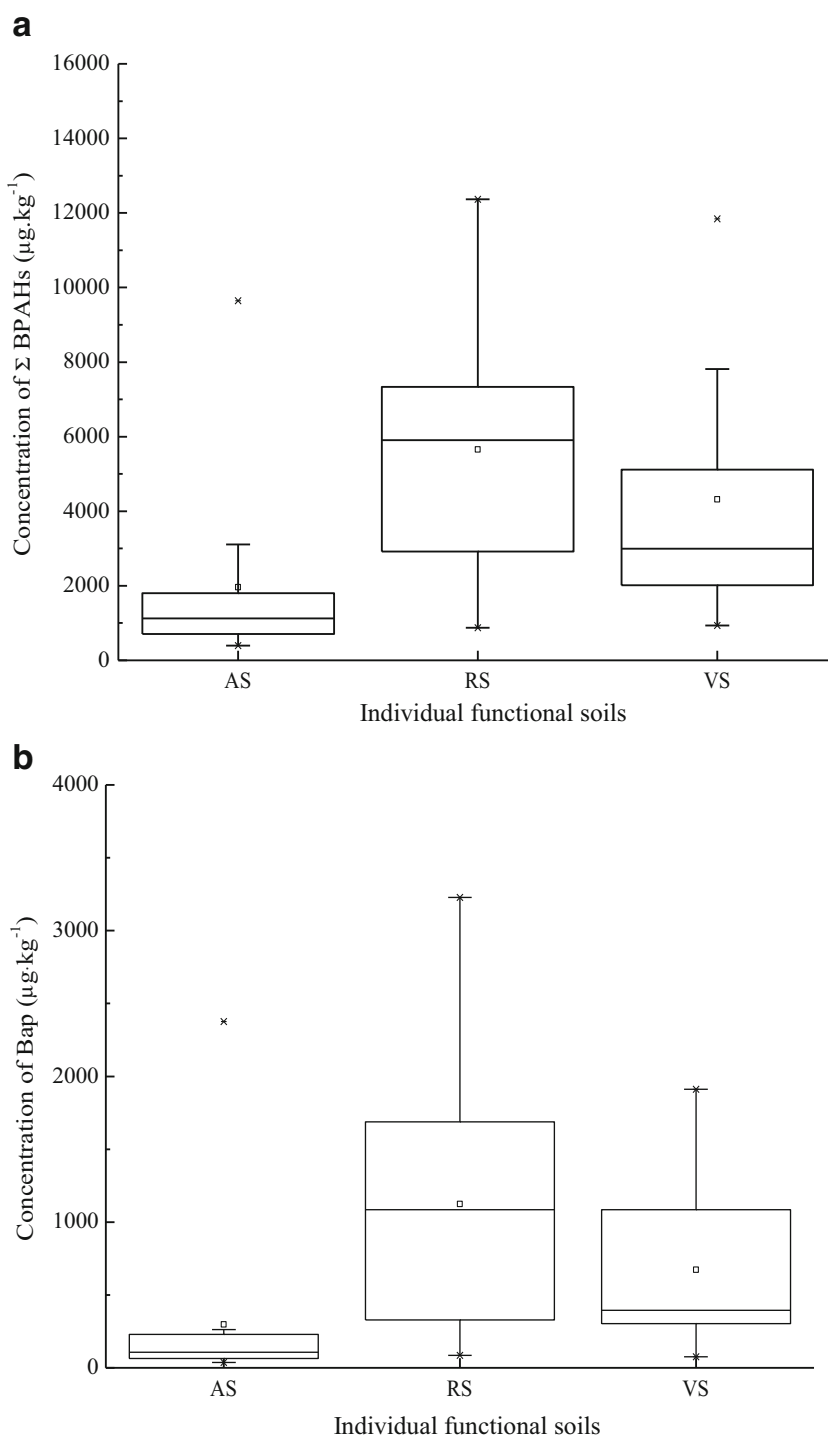 a
16000
14000
12000
10000
8000
6000
4000
2000
0
Concentration of Σ BPAHs (μg.kg⁻¹)
AS RS VS
Individual functional soils
b
4000
3000
2000
1000
0
Concentration of Bap (μg·kg⁻¹)
AS RS VS
Individual functional soils